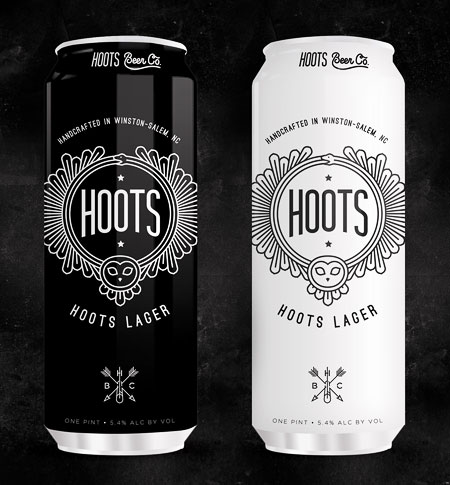 HOOTS Beer Co.
HANDCRAFTED IN WINSTON-SALEM, NC
HOOTS
HOOTS LAGER
H
B C
ONE PINT • 5.4% ALC BY VOL
HOOTS Beer Co.
HANDCRAFTED IN WINSTON-SALEM, NC
HOOTS
HOOTS LAGER
H
B C
ONE PINT • 5.4% ALC BY VOL